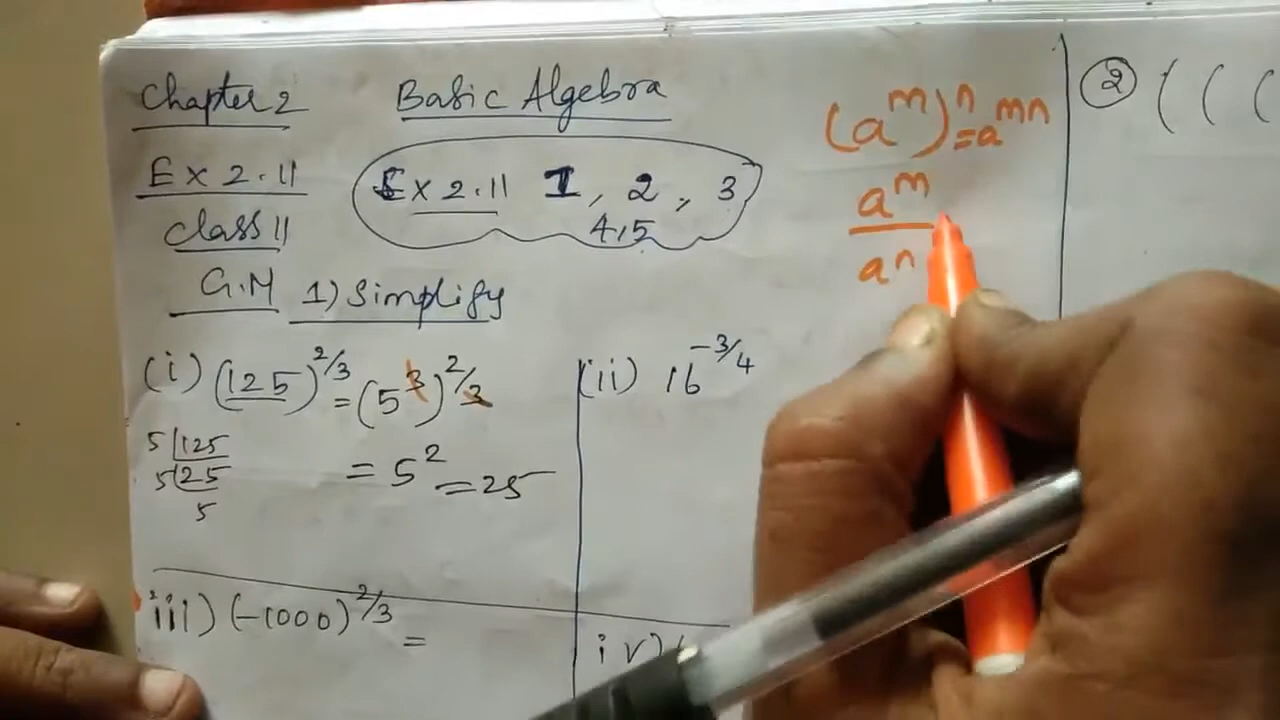 Chapter 2
Basic Algebra
Ex 2.11
class 11
G.M
Ex 2.11 1, 2, 3
4,5
(a^m)^n = a^mn
a^m
a^n
② ( ( (
1) Simplify
(i) (125)^2/3 = (5^3)^2/3
5 125
5 25
5
= 5^2 = 25
(ii) 16^-3/4
iii) (-1000)^2/3 =
iv) (